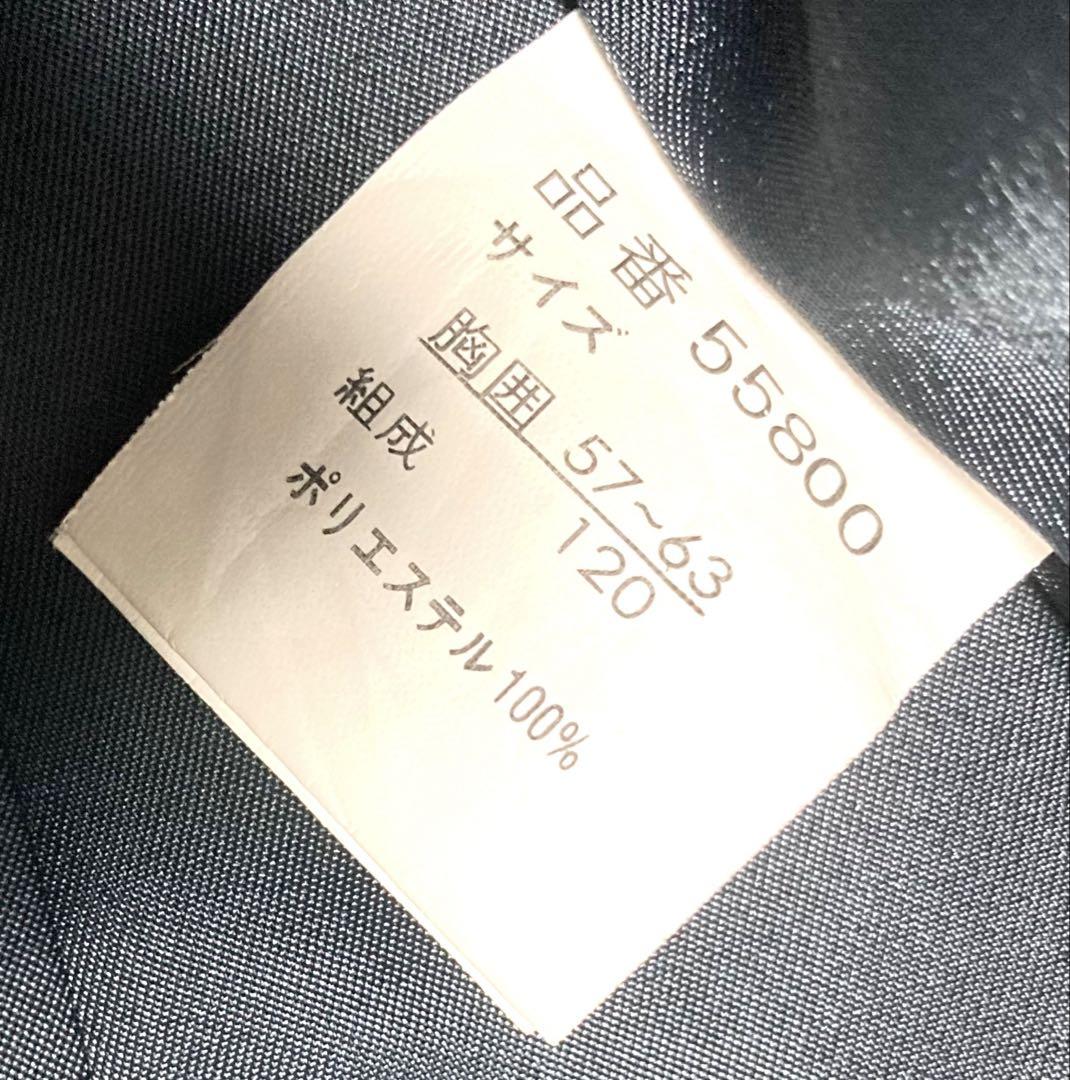 品番 55800
サイズ
胸囲 57~63
120
組成
ポリエステル100%